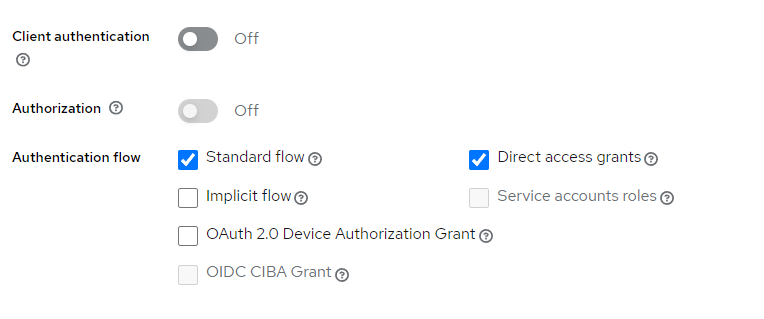 Client authentication
Off
Authorization
Off
Authentication flow
Standard flow
Direct access grants
Implicit flow
Service accounts roles
OAuth 2.0 Device Authorization Grant
OIDC CIBA Grant